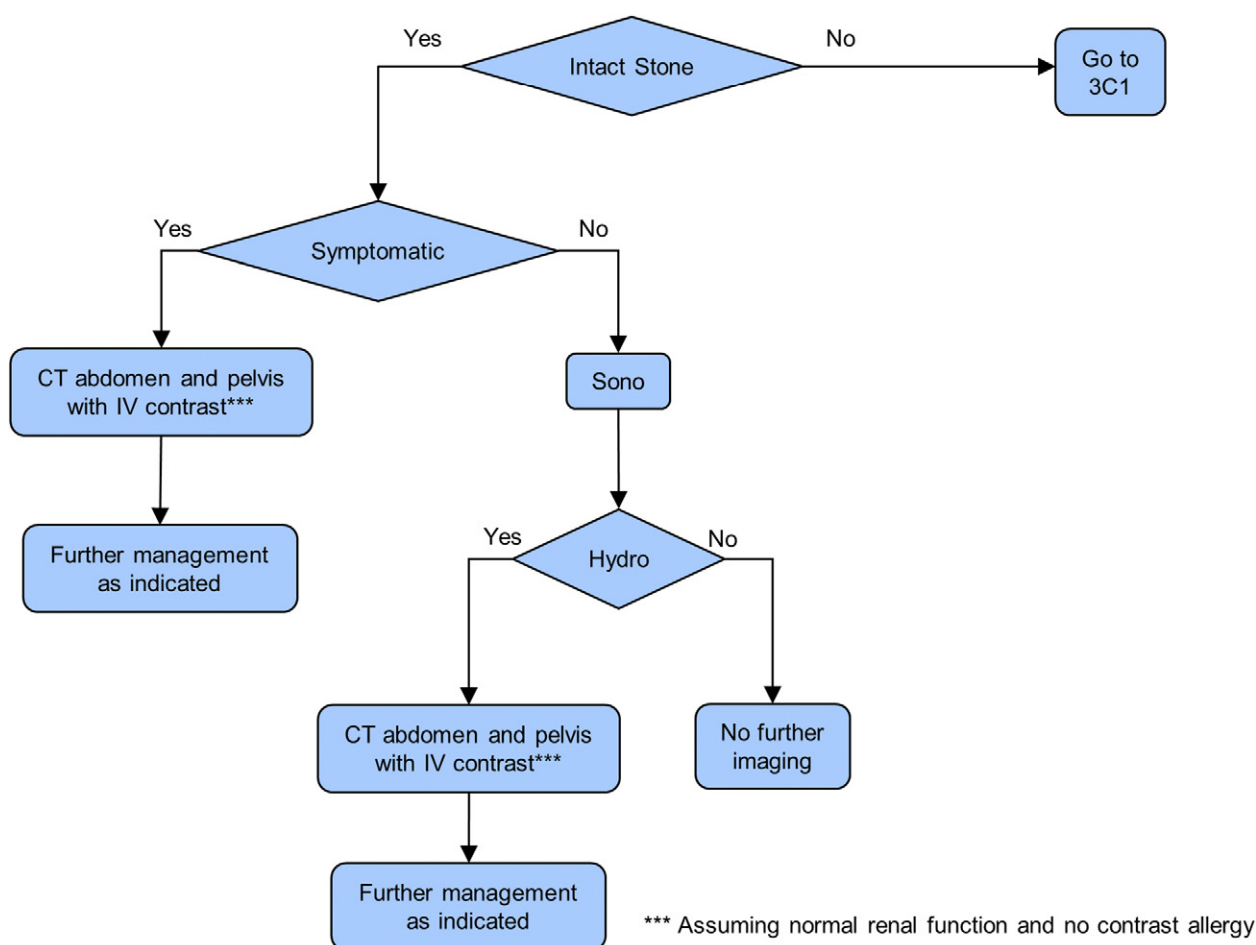 Yes
No
Intact Stone
Go to
3C1
Yes
No
Symptomatic
CT abdomen and pelvis
with IV contrast***
Sono
Further management
as indicated
Yes
No
Hydro
CT abdomen and pelvis
with IV contrast***
No further
imaging
Further management
as indicated
*** Assuming normal renal function and no contrast allergy